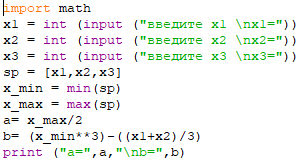 import math
x1 = int (input ("введите x1 \nx1="))
x2 = int (input ("введите x2 \nx2="))
x3 = int (input ("введите x3 \nx3="))
sp = [x1,x2,x3]
x_min = min(sp)
x_max = max(sp)
a= x_max/2
b= (x_min**3)-((x1+x2)/3)
print ("a=",a,"\nb=",b)